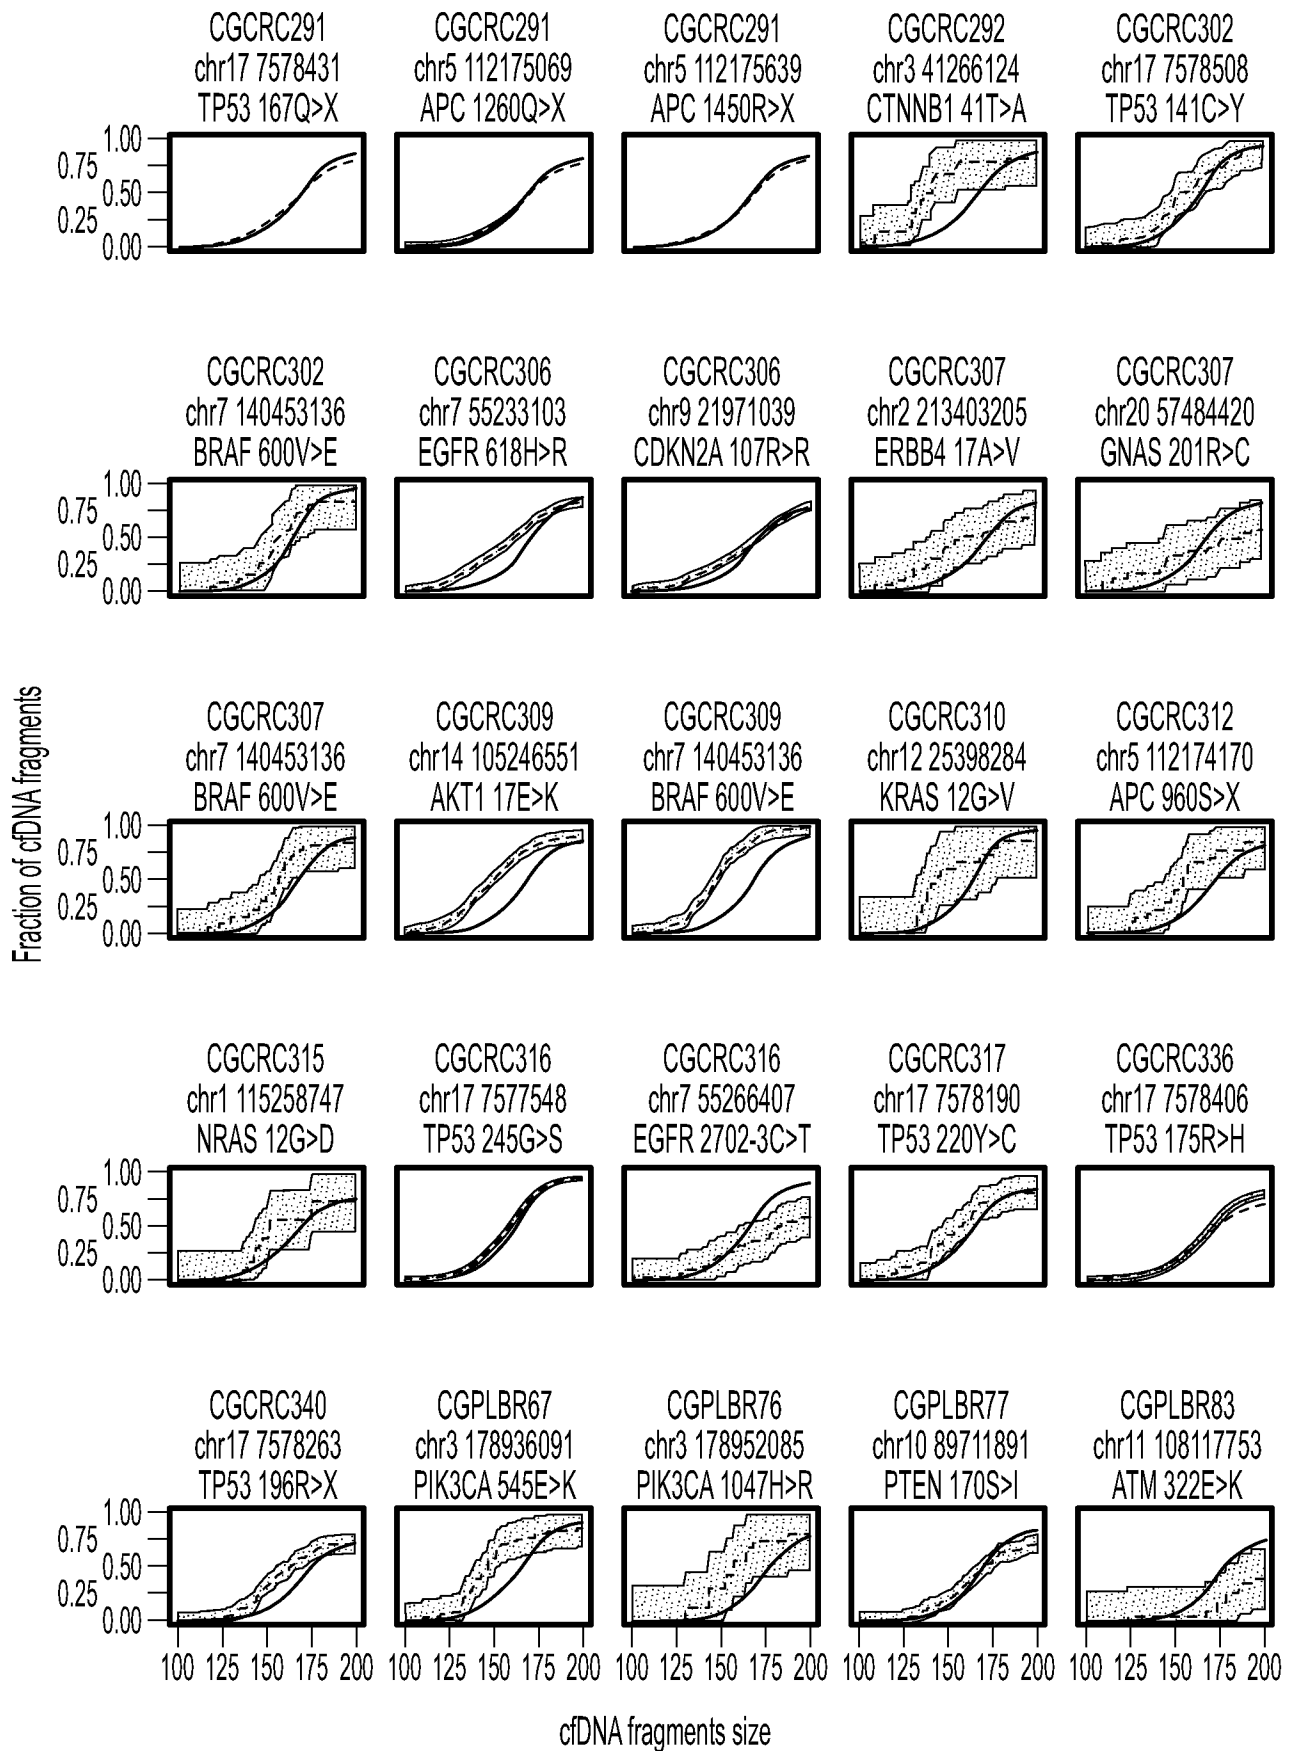 CGCRC291 CGCRC291 CGCRC291 CGCRC292 CGCRC302
chr17 7578431 chr5 112175069 chr5 112175639 chr3 41266124 chr17 7578508
TP53 167Q>X APC 1260Q>X APC 1450R>X CTNNB1 41T>A TP53 141C>Y
1.00
0.75
0.50
0.25
0.00
CGCRC302 CGCRC306 CGCRC306 CGCRC307 CGCRC307
chr7 140453136 chr7 55233103 chr9 21971039 chr2 213403205 chr20 57484420
BRAF 600V>E EGFR 618H>R CDKN2A 107R>R ERBB4 17A>V GNAS 201R>C
1.00
0.75
0.50
0.25
0.00
Fraction of cfDNA fragments
CGCRC307 CGCRC309 CGCRC309 CGCRC310 CGCRC312
chr7 140453136 chr14 105246551 chr7 140453136 chr12 25398284 chr5 112174170
BRAF 600V>E AKT1 17E>K BRAF 600V>E KRAS 12G>V APC 960S>X
1.00
0.75
0.50
0.25
0.00
CGCRC315 CGCRC316 CGCRC316 CGCRC317 CGCRC336
chr1 115258747 chr17 7577548 chr7 55266407 chr17 7578190 chr17 7578406
NRAS 12G>D TP53 245G>S EGFR 2702-3C>T TP53 220Y>C TP53 175R>H
1.00
0.75
0.50
0.25
0.00
CGCRC340 CGPLBR67 CGPLBR76 CGPLBR77 CGPLBR83
chr17 7578263 chr3 178936091 chr3 178952085 chr10 89711891 chr11 108117753
TP53 196R>X PIK3CA 545E>K PIK3CA 1047H>R PTEN 170S>I ATM 322E>K
1.00
0.75
0.50
0.25
0.00
100 125 150 175 200 100 125 150 175 200 100 125 150 175 200 100 125 150 175 200 100 125 150 175 200
cfDNA fragments size